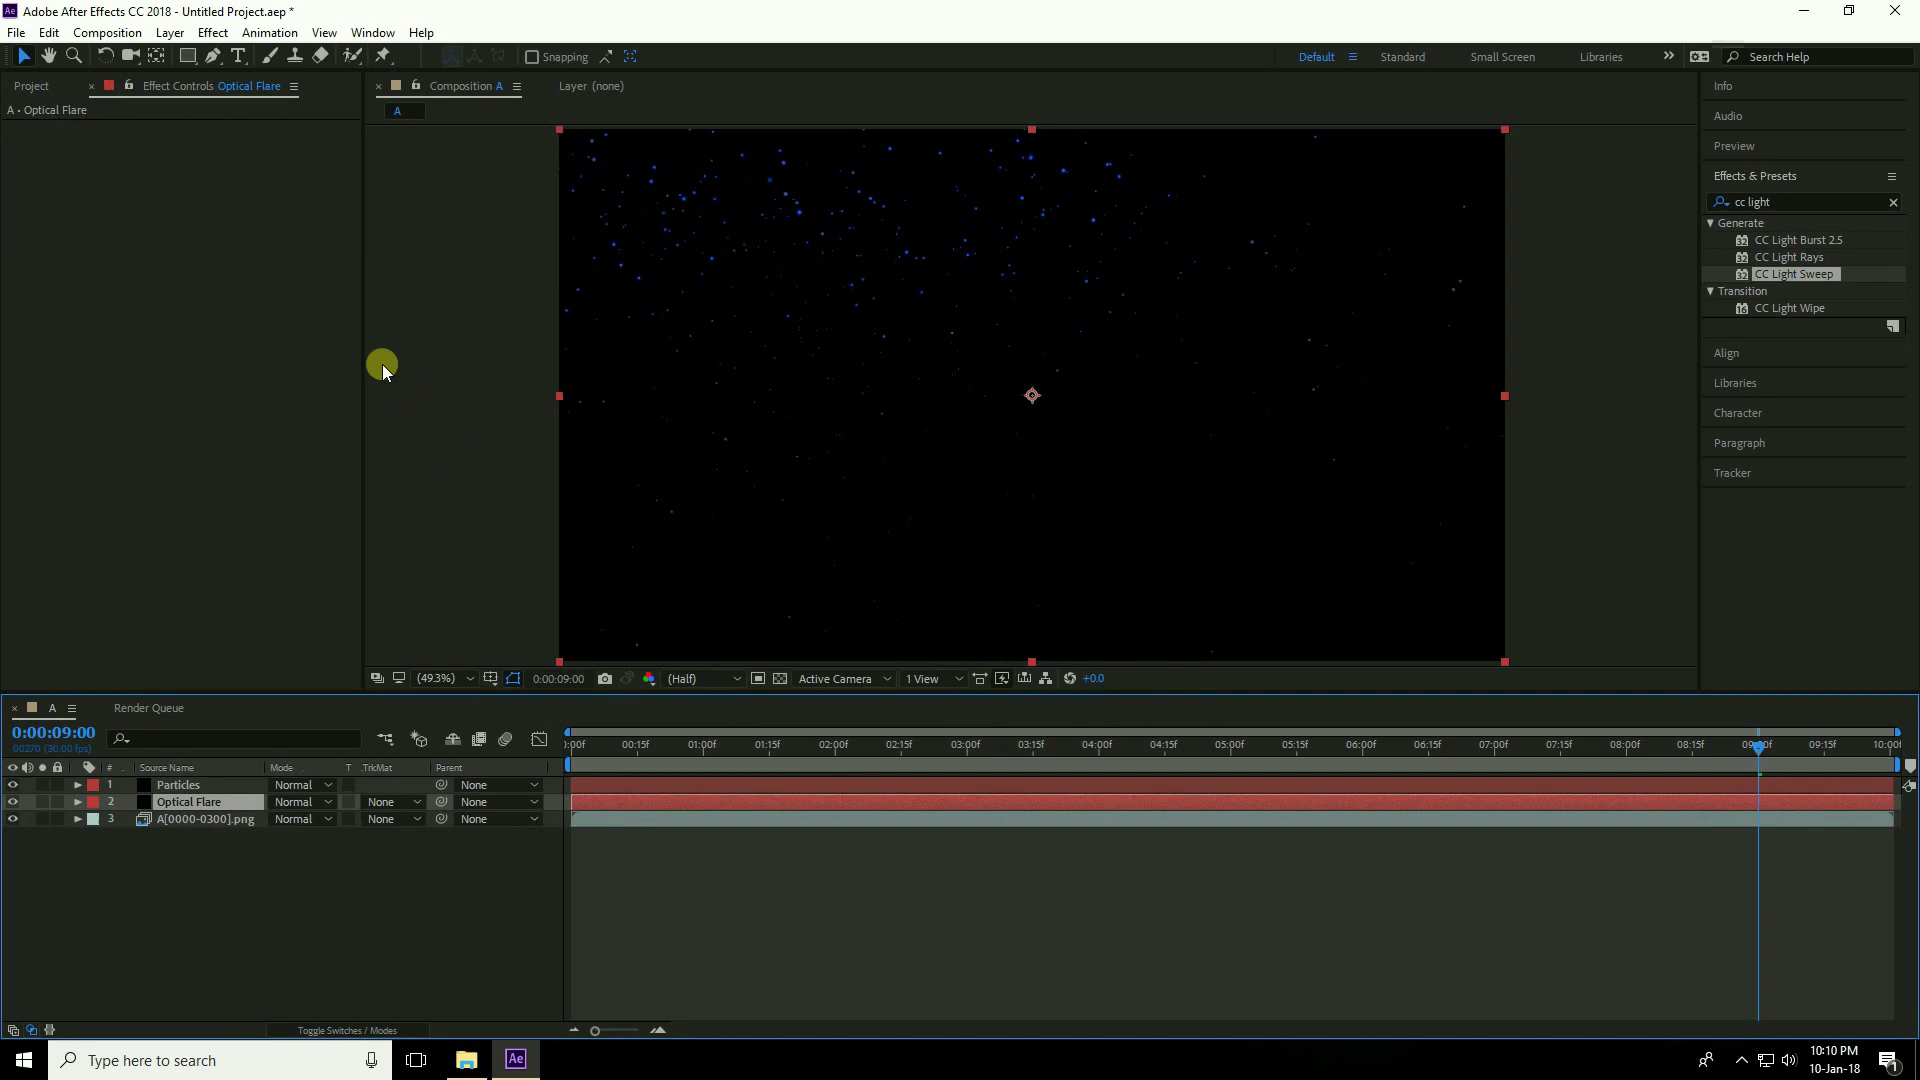 Ae Adobe After Effects CC 2018 - Untitled Project.aep *
File Edit Composition Layer Effect Animation View Window Help
Snapping
Default Standard Small Screen Libraries Search Help
Project Effect Controls Optical Flare
A • Optical Flare
Composition A
Layer (none)
A
Info
Audio
Preview
Effects & Presets
cc light
Generate
CC Light Burst 2.5
CC Light Rays
CC Light Sweep
Transition
CC Light Wipe
Align
Libraries
Character
Paragraph
Tracker
(49.3%) 0:00:09:00 (Half) Active Camera 1 View +0.0
A Render Queue
0:00:09:00
00270 (30.00 fps)
:00f 00:15f 01:00f 01:15f 02:00f 02:15f 03:00f 03:15f 04:00f 04:15f 05:00f 05:15f 06:00f 06:15f 07:00f 07:15f 08:00f 08:15f 09:15f 10:00f
# Source Name Mode T .TrkMat Parent
1 Particles Normal None
2 Optical Flare Normal None None
3 A[0000-0300].png Normal None None
Toggle Switches / Modes
Type here to search
Ae
10:10 PM
10-Jan-18
1